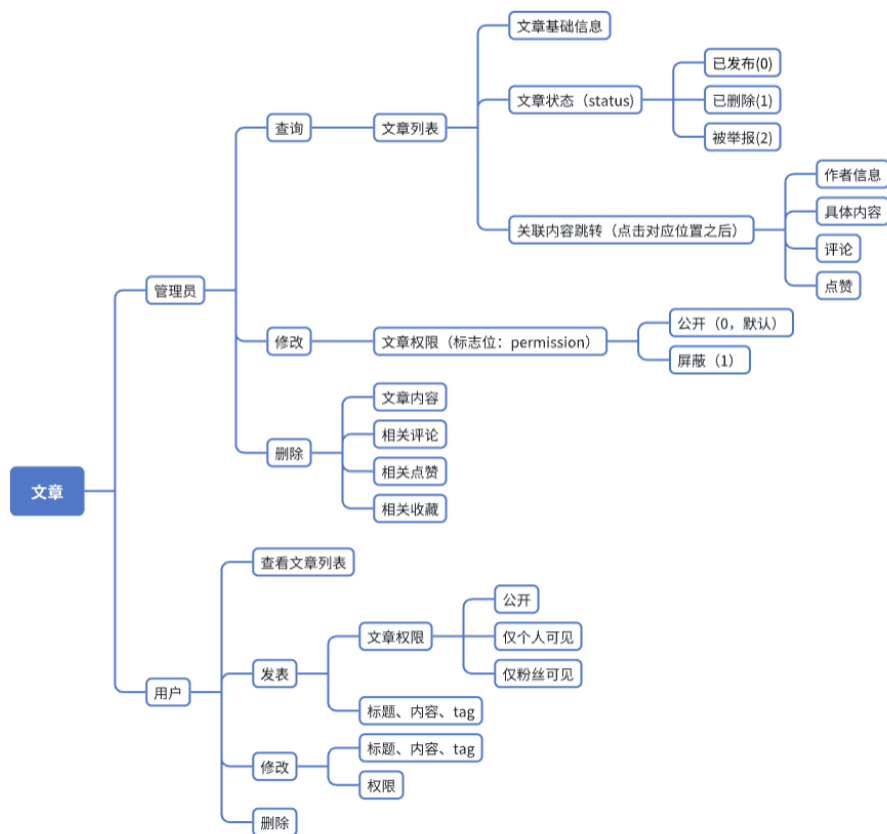 文章
管理员
查询
文章列表
文章基础信息
文章状态（status)
已发布(0)
已删除(1)
被举报(2)
关联内容跳转（点击对应位置之后）
作者信息
具体内容
评论
点赞
修改
文章权限（标志位：permission）
公开（0，默认）
屏蔽（1）
删除
文章内容
相关评论
相关点赞
相关收藏
用户
查看文章列表
发表
文章权限
公开
仅个人可见
仅粉丝可见
标题、内容、tag
修改
标题、内容、tag
权限
删除